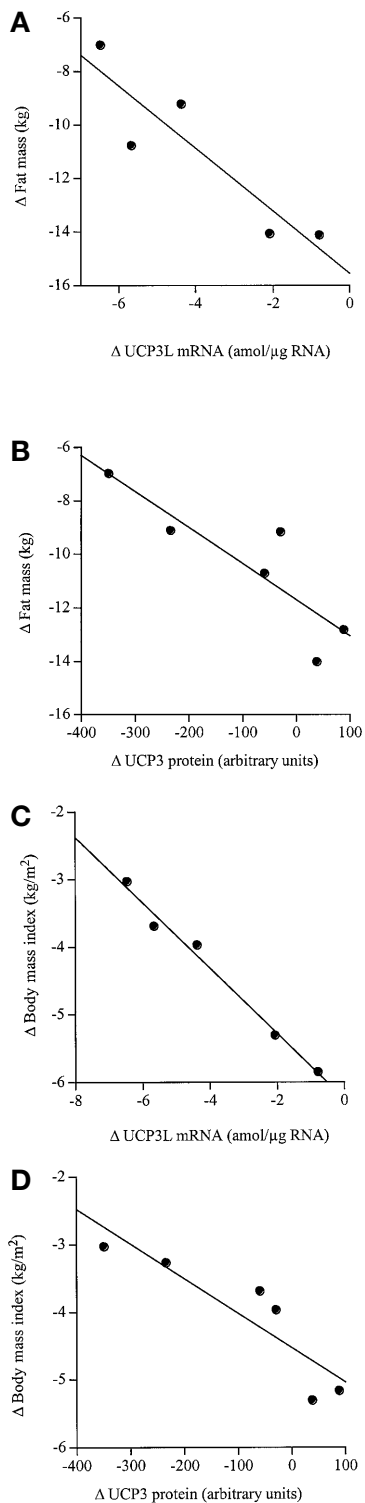 A
-6
-8
-10
-12
-14
-16
Δ Fat mass (kg)
-6 -4 -2 0
Δ UCP3L mRNA (amol/µg RNA)
B
-6
-8
-10
-12
-14
-16
Δ Fat mass (kg)
-400 -300 -200 -100 0 100
Δ UCP3 protein (arbitrary units)
C
-2
-3
-4
-5
-6
Δ Body mass index (kg/m²)
-8 -6 -4 -2 0
Δ UCP3L mRNA (amol/µg RNA)
D
-2
-3
-4
-5
-6
Δ Body mass index (kg/m²)
-400 -300 -200 -100 0 100
Δ UCP3 protein (arbitrary units)